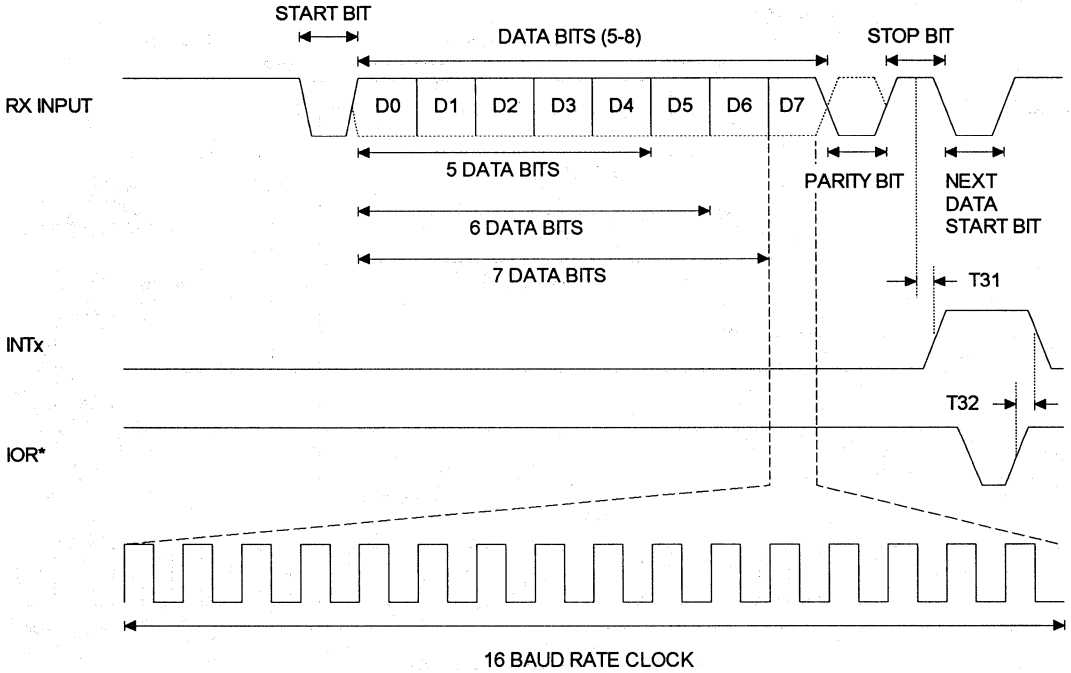 START BIT
DATA BITS (5-8)
STOP BIT
RX INPUT
D0 D1 D2 D3 D4 D5 D6 D7
5 DATA BITS
PARITY BIT
NEXT
DATA
START BIT
6 DATA BITS
7 DATA BITS
T31
INTx
T32
IOR*
16 BAUD RATE CLOCK